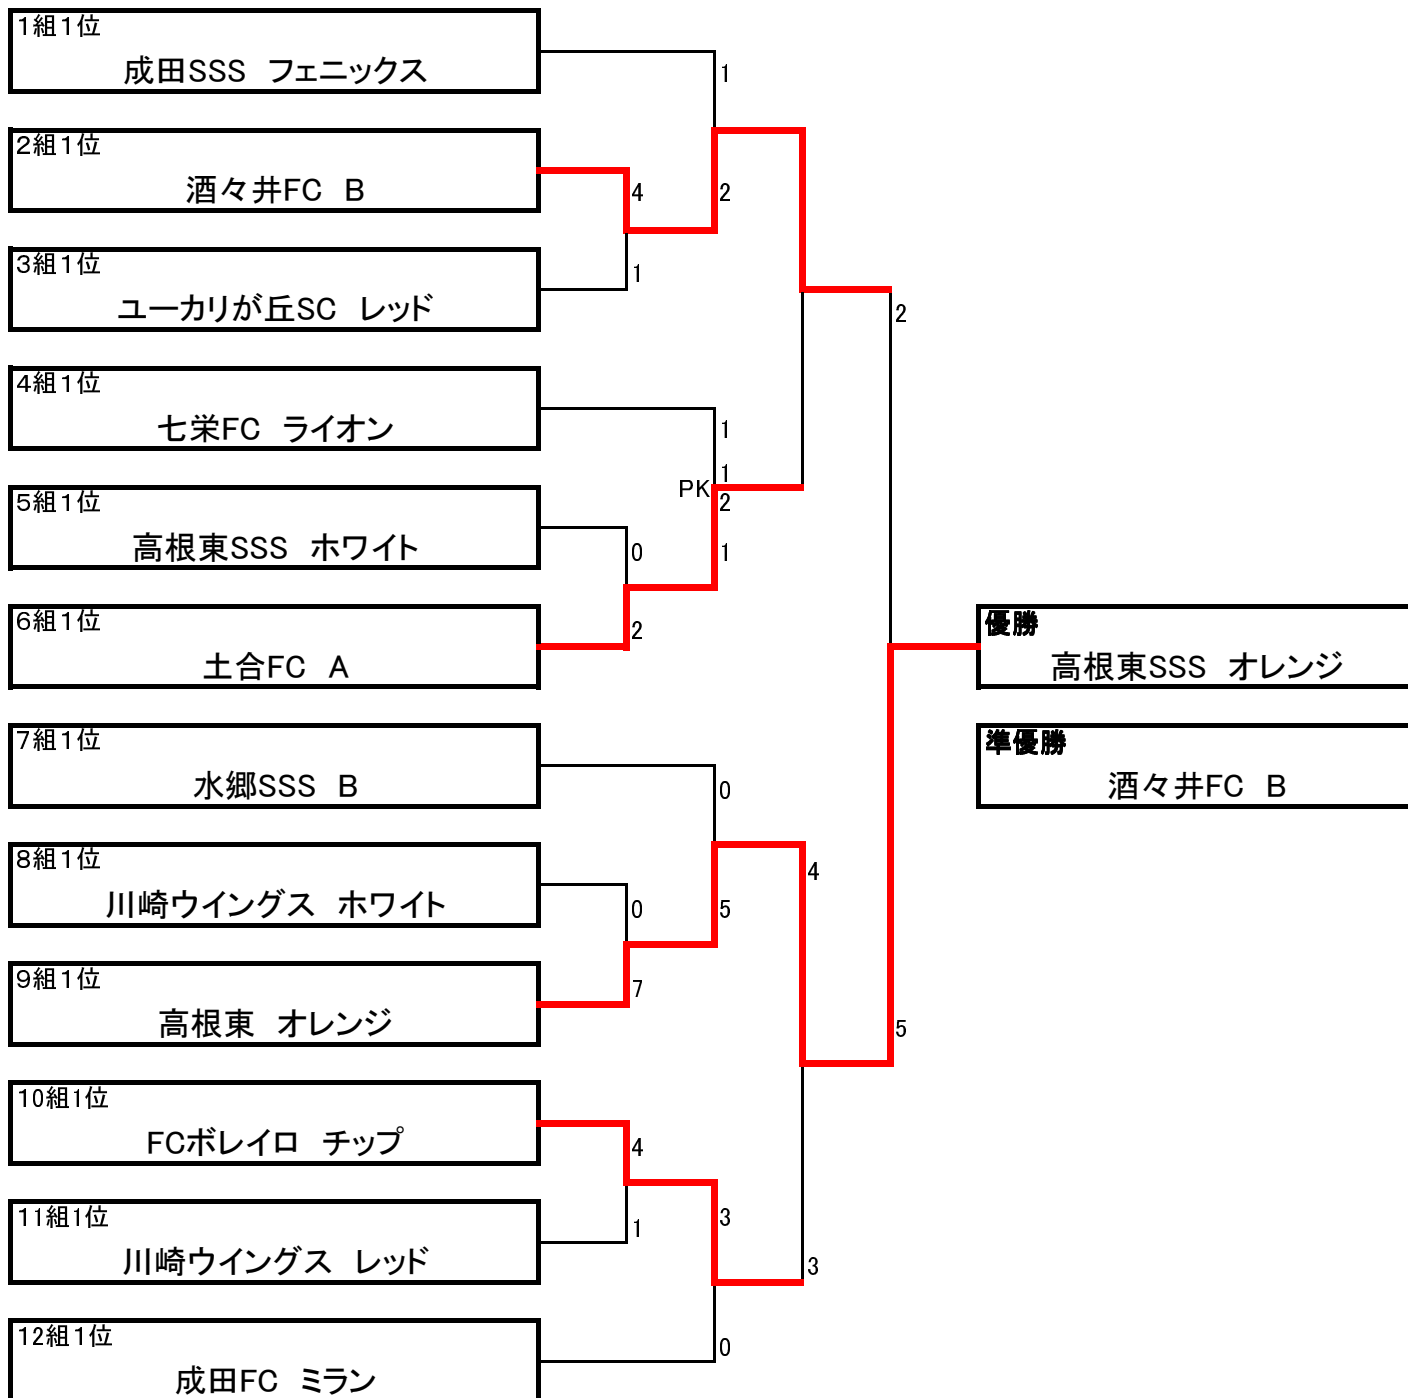 1組1位
成田SSS　フェニックス
1
2組1位
酒々井FC　B
4
2
3組1位
ユーカリが丘SC　レッド
1
2
4組1位
七栄FC　ライオン
1
1
PK
2
5組1位
高根東SSS　ホワイト
0
1
6組1位
土合FC　A
2
優勝
高根東SSS　オレンジ
7組1位
水郷SSS　B
0
準優勝
酒々井FC　B
8組1位
川崎ウイングス　ホワイト
0
5
4
9組1位
高根東　オレンジ
7
5
10組1位
FCボレイロ　チップ
4
11組1位
川崎ウイングス　レッド
1
3
3
12組1位
成田FC　ミラン
0